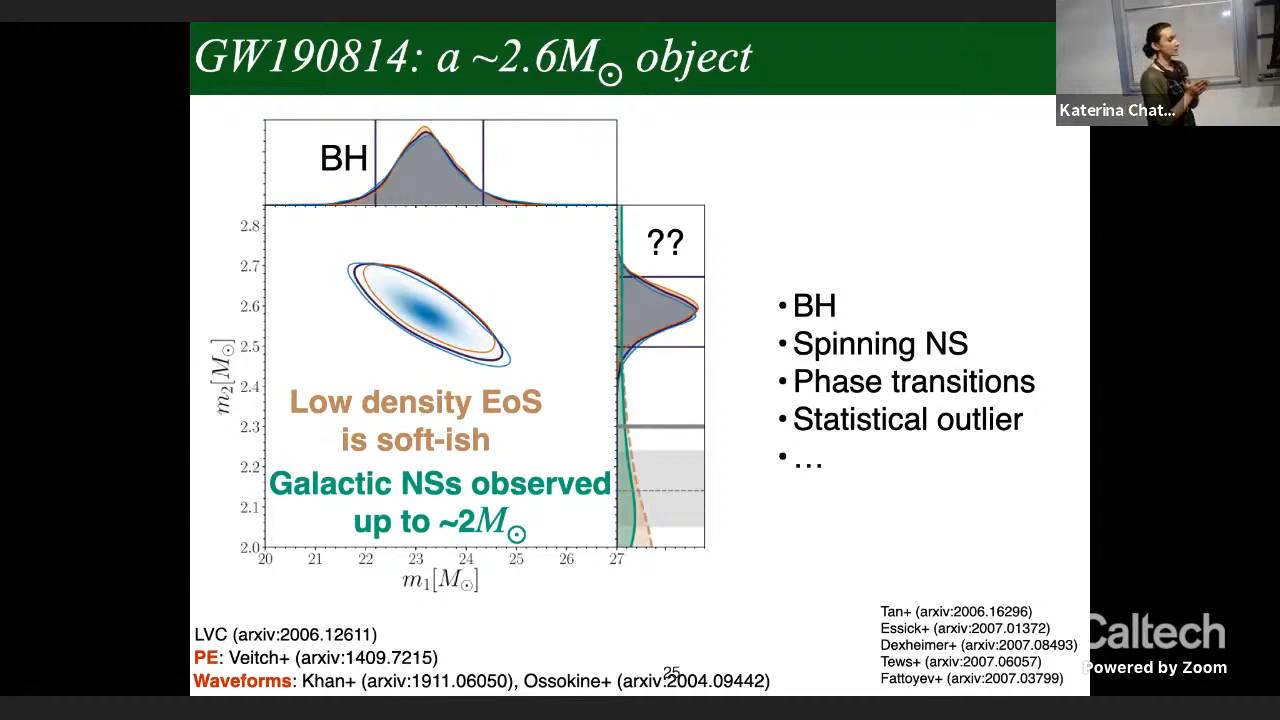 GW190814: a ~2.6M⊙ object
Katerina Chat...
BH
??
2.8
2.7
2.6
2.5
2.4
2.3
2.2
2.1
2.0
m₂[M⊙]
20 21 22 23 24 25 26 27
m₁[M⊙]
Low density EoS
is soft-ish
Galactic NSs observed
up to ~2M⊙
• BH
• Spinning NS
• Phase transitions
• Statistical outlier
• …
LVC (arxiv:2006.12611)
PE: Veitch+ (arxiv:1409.7215)
Waveforms: Khan+ (arxiv:1911.06050), Ossokine+ (arxiv:2004.09442)
25
Tan+ (arxiv:2006.16296)
Essick+ (arxiv:2007.01372)
Dexheimer+ (arxiv:2007.08493)
Tews+ (arxiv:2007.06057)
Fattoyev+ (arxiv:2007.03799)
Caltech
Powered by Zoom